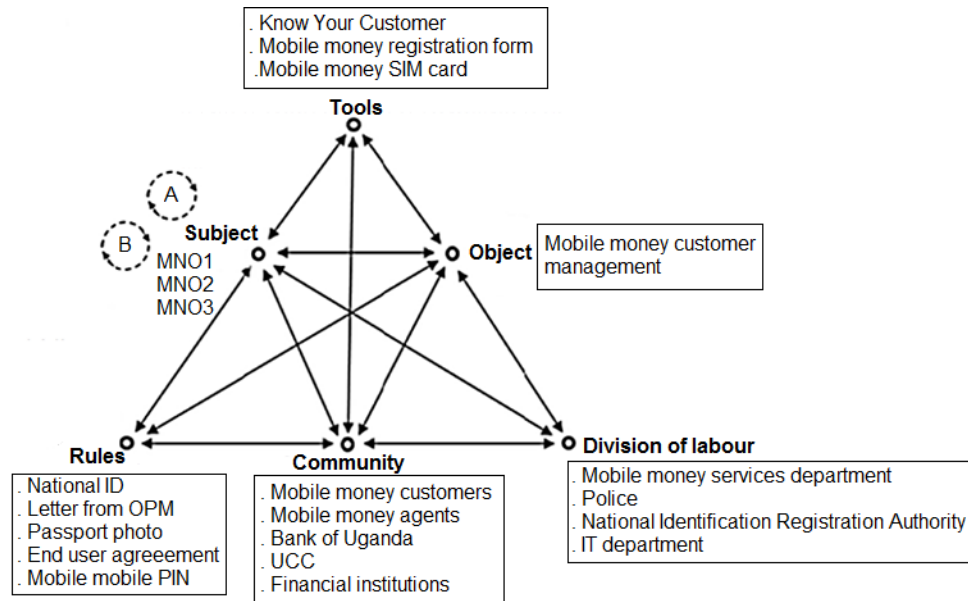 . Know Your Customer
. Mobile money registration form
.Mobile money SIM card
Tools
A
B
Subject
MNO1
MNO2
MNO3
Object
Mobile money customer
management
Rules
. National ID
. Letter from OPM
. Passport photo
. End user agreeement
. Mobile mobile PIN
Community
. Mobile money customers
. Mobile money agents
. Bank of Uganda
. UCC
. Financial institutions
Division of labour
. Mobile money services department
. Police
. National Identification Registration Authority
. IT department